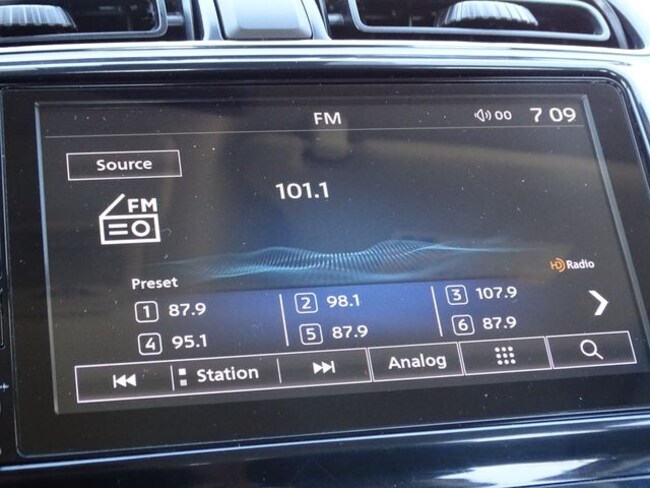 FM 00 7 09
Source
FM
101.1
HD Radio
Preset
1 87.9 2 98.1 3 107.9
4 95.1 5 87.9 6 87.9
Station Analog